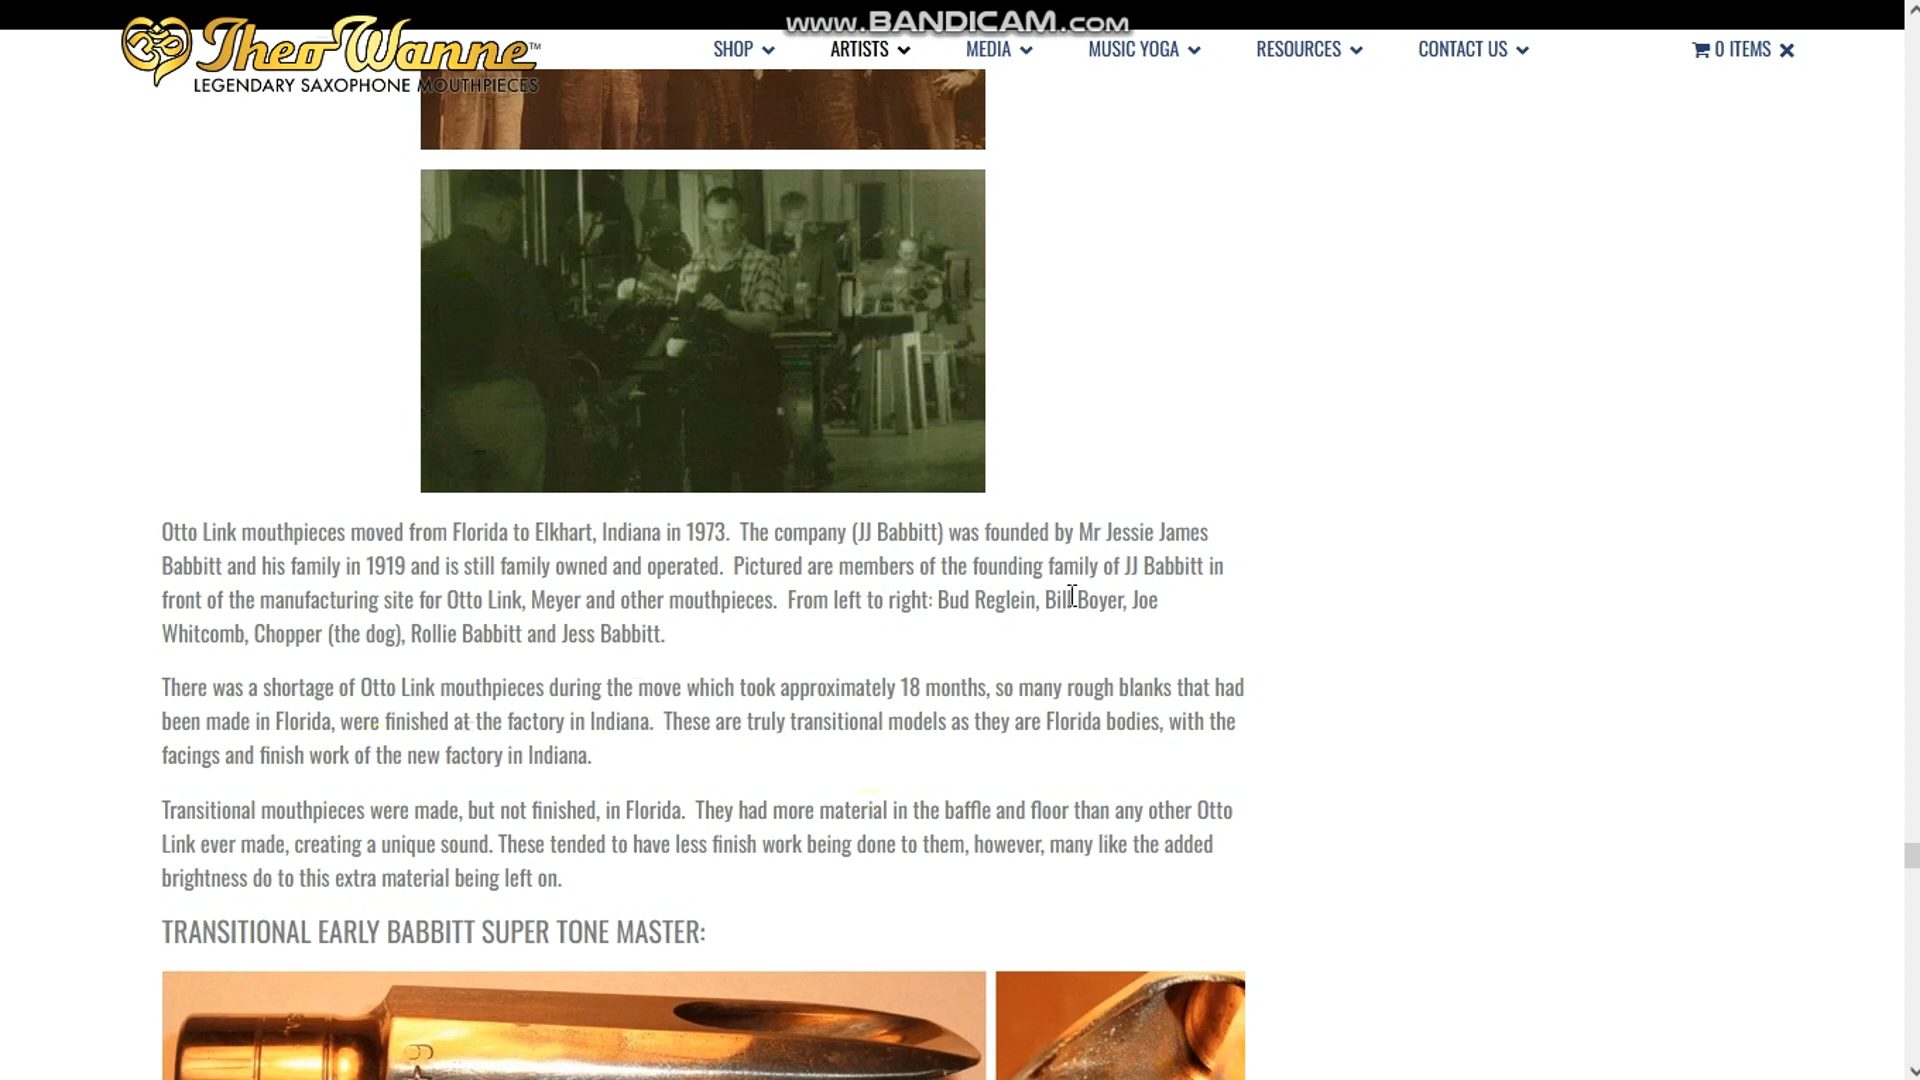 www.BANDICAM.com
Theo Wanne™
LEGENDARY SAXOPHONE MOUTHPIECES
SHOP ARTISTS MEDIA MUSIC YOGA RESOURCES CONTACT US 0 ITEMS
Otto Link mouthpieces moved from Florida to Elkhart, Indiana in 1973. The company (JJ Babbitt) was founded by Mr Jessie James
Babbitt and his family in 1919 and is still family owned and operated. Pictured are members of the founding family of JJ Babbitt in
front of the manufacturing site for Otto Link, Meyer and other mouthpieces. From left to right: Bud Reglein, Bill Boyer, Joe
Whitcomb, Chopper (the dog), Rollie Babbitt and Jess Babbitt.
There was a shortage of Otto Link mouthpieces during the move which took approximately 18 months, so many rough blanks that had
been made in Florida, were finished at the factory in Indiana. These are truly transitional models as they are Florida bodies, with the
facings and finish work of the new factory in Indiana.
Transitional mouthpieces were made, but not finished, in Florida. They had more material in the baffle and floor than any other Otto
Link ever made, creating a unique sound. These tended to have less finish work being done to them, however, many like the added
brightness do to this extra material being left on.
TRANSITIONAL EARLY BABBITT SUPER TONE MASTER: